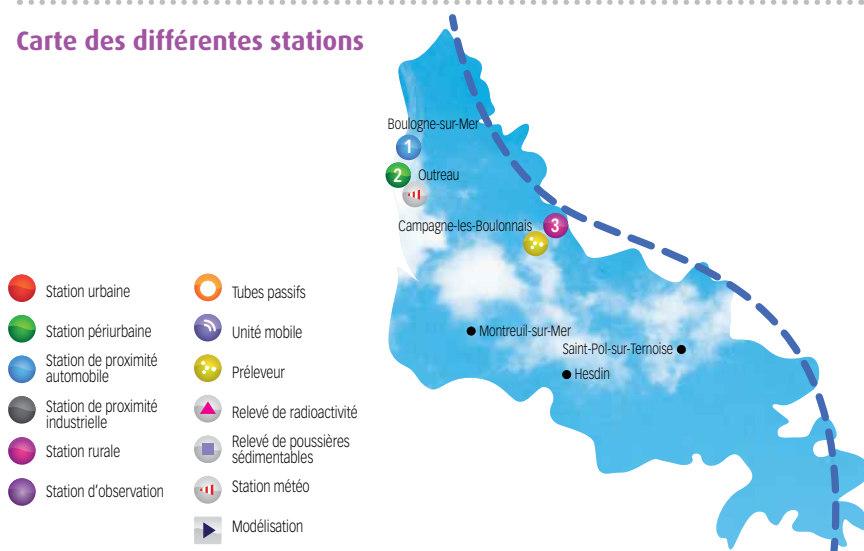 Carte des différentes stations
Boulogne-sur-Mer
1
2
Outreau
Campagne-les-Boulonnais
3
Montreuil-sur-Mer
Saint-Pol-sur-Ternoise
Hesdin
Station urbaine
Station périurbaine
Station de proximité
automobile
Station de proximité
industrielle
Station rurale
Station d'observation
Tubes passifs
Unité mobile
Préleveur
Relevé de radioactivité
Relevé de poussières
sédimentables
Station météo
Modélisation